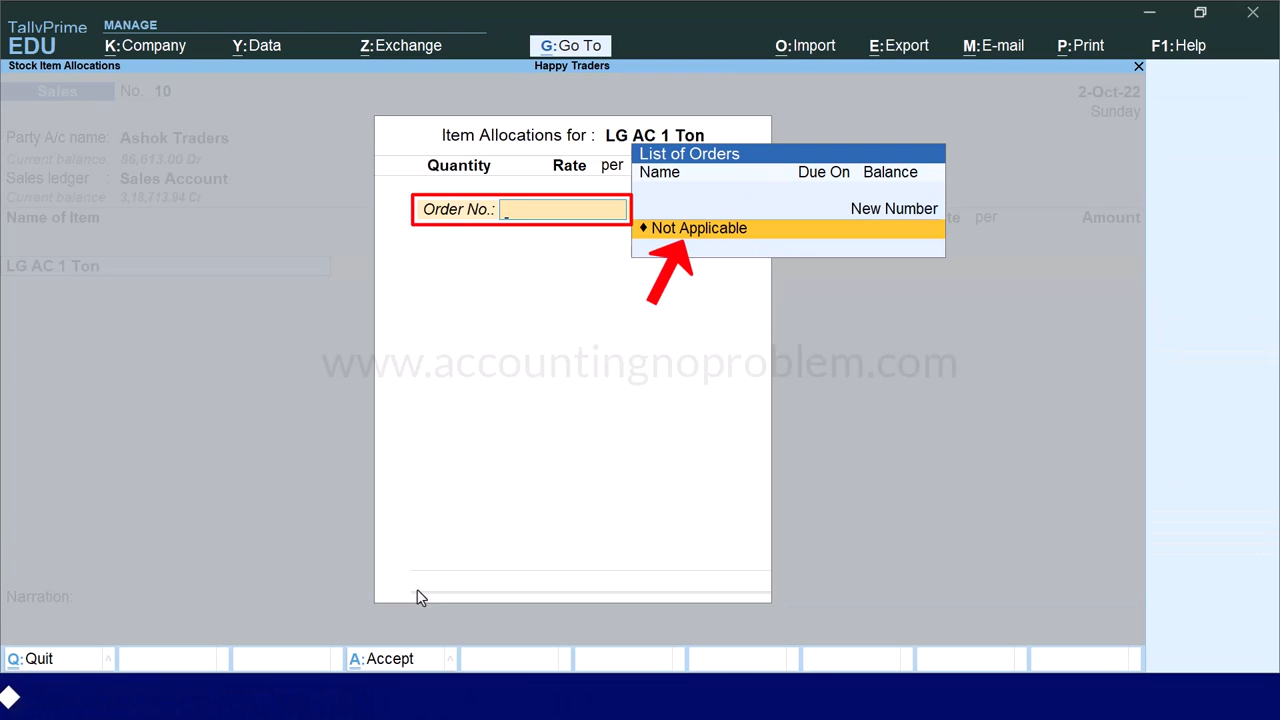 TallyPrime
EDU
MANAGE
K:Company Y:Data Z:Exchange G:Go To O:Import E:Export M:E-mail P:Print F1:Help
Stock Item Allocations Happy Traders
Sales No. 10 2-Oct-22
Sunday
Party A/c name: Ashok Traders
Current balance: 96,613.00 Dr
Sales ledger : Sales Account
Current balance: 3,18,713.94 Cr
Name of Item per Amount
LG AC 1 Ton
Item Allocations for : LG AC 1 Ton
Quantity Rate per
Order No.:
List of Orders
Name Due On Balance
New Number
♦ Not Applicable
www.accountingnoproblem.com
Narration:
Q:Quit A:Accept